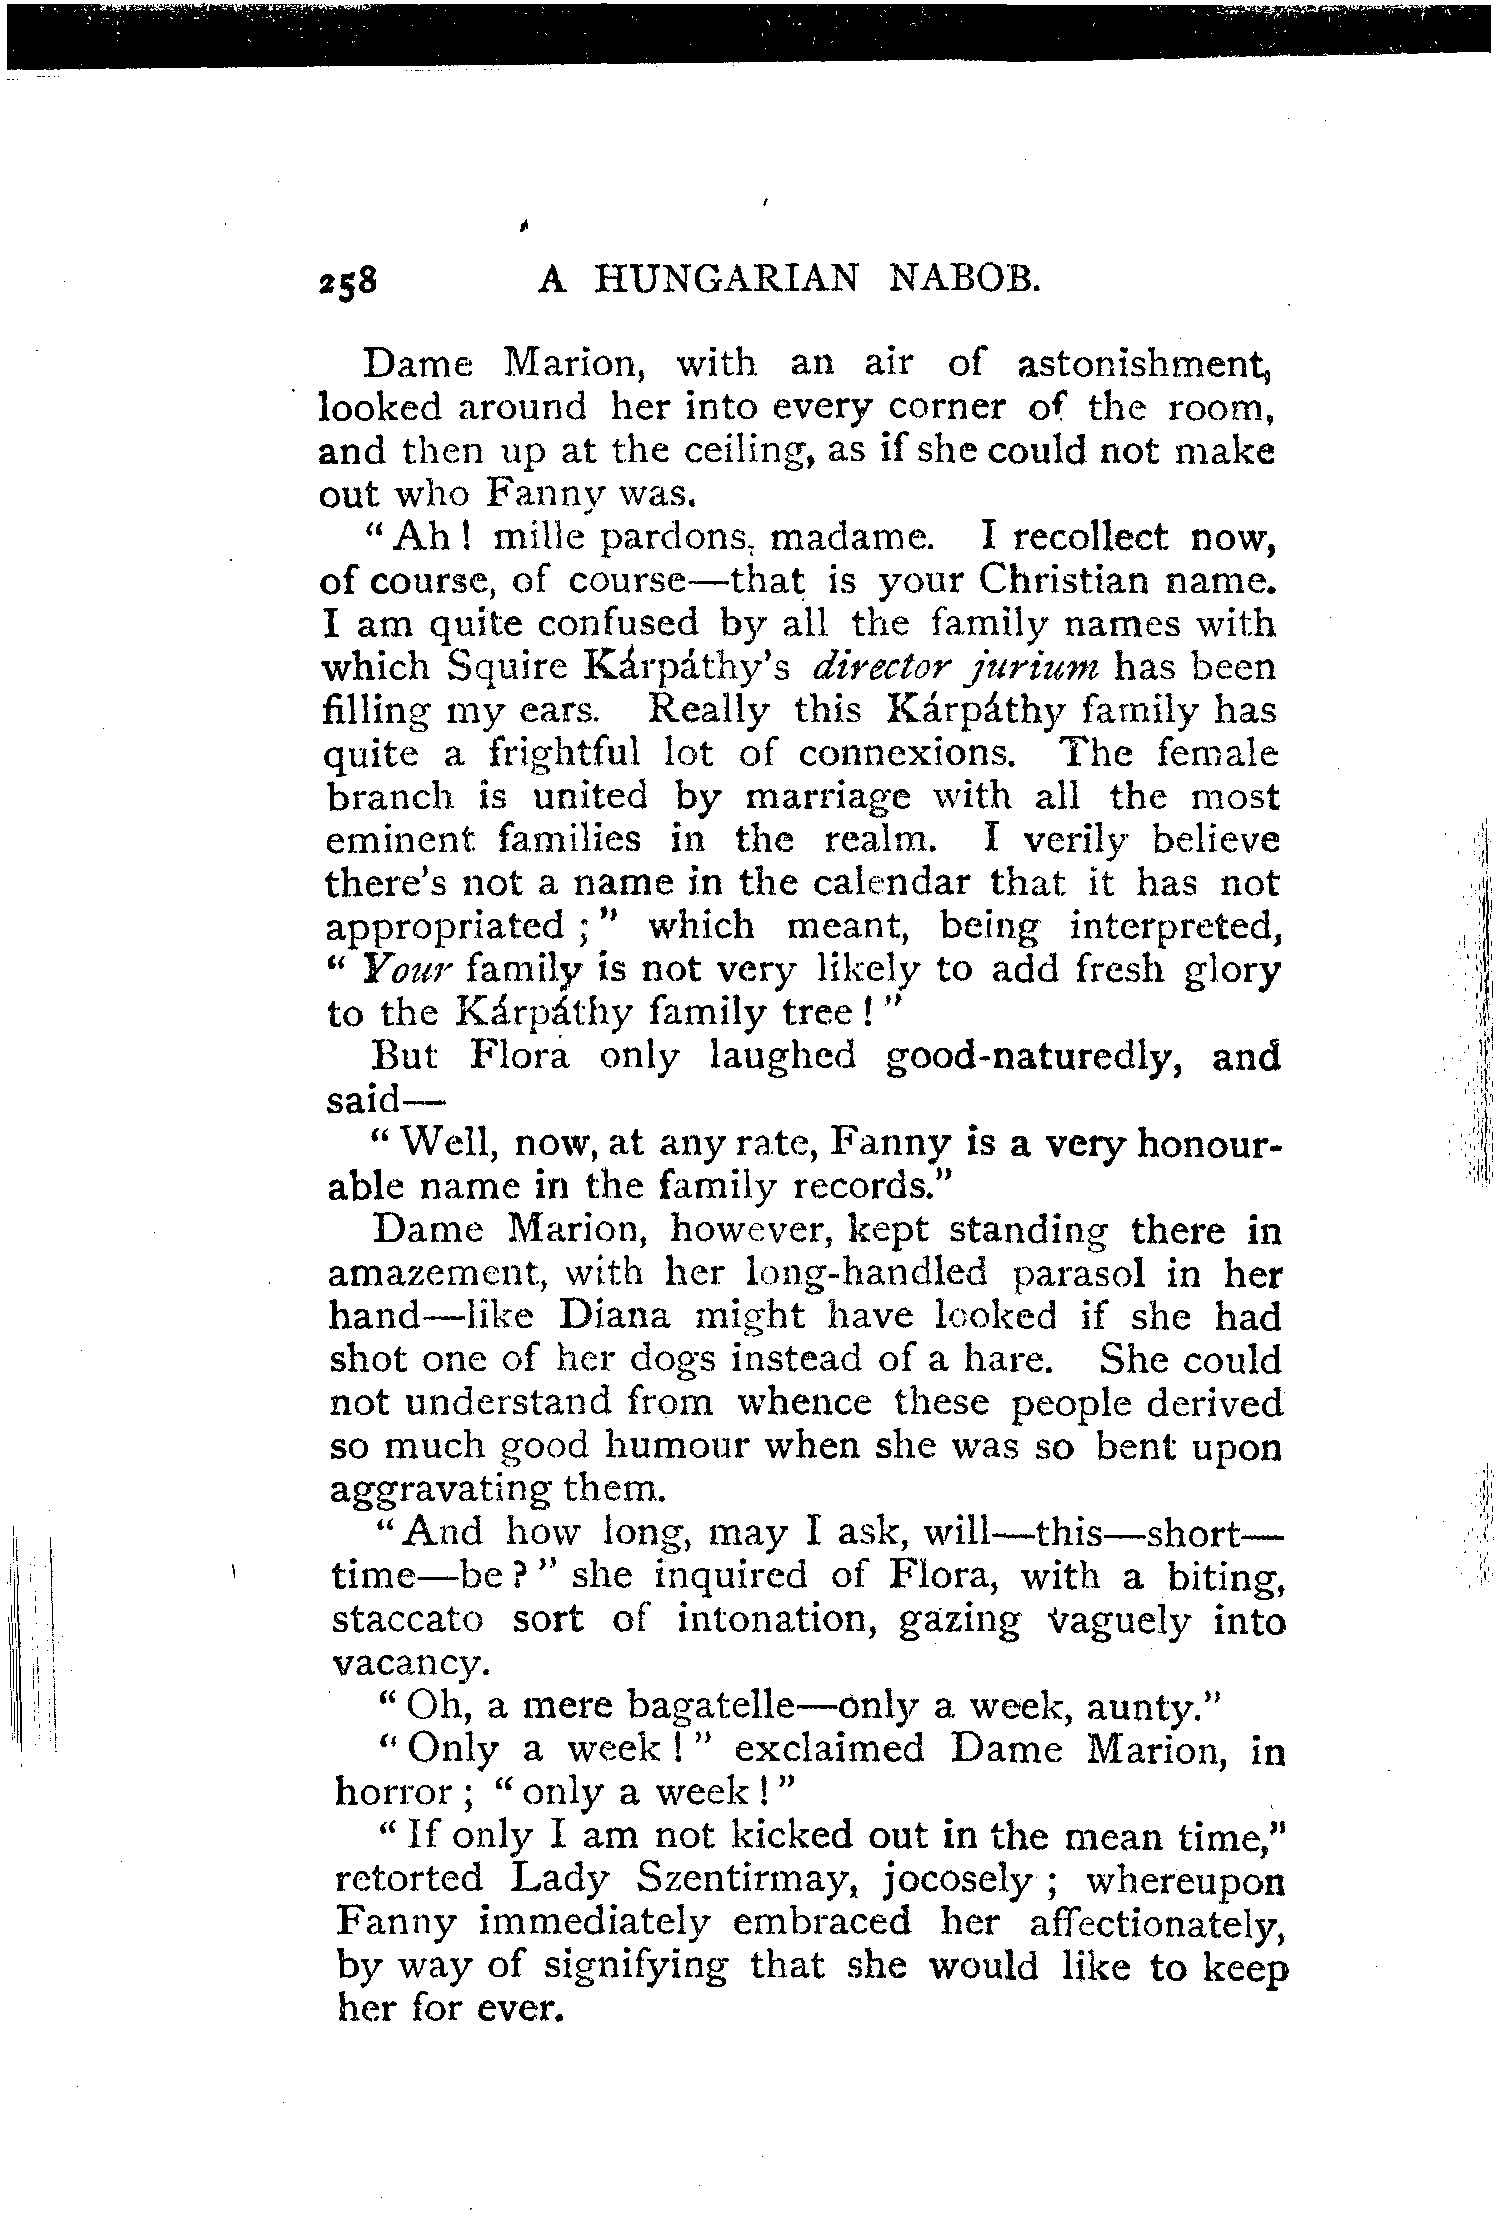 258 A HUNGARIAN NABOB.
Dame Marion, with an air of astonishment,
looked around her into every corner of the room,
and then up at the ceiling, as if she could not make
out who Fanny was.
“Ah! mille pardons, madame. I recollect now,
of course, of course—that is your Christian name.
I am quite confused by all the family names with
which Squire Kárpáthy's director jurium has been
filling my ears. Really this Kárpáthy family has
quite a frightful lot of connexions. The female
branch is united by marriage with all the most
eminent families in the realm. I verily believe
there's not a name in the calendar that it has not
appropriated;” which meant, being interpreted,
“Your family is not very likely to add fresh glory
to the Kárpáthy family tree!”
But Flora only laughed good-naturedly, and
said—
“Well, now, at any rate, Fanny is a very honour-
able name in the family records.”
Dame Marion, however, kept standing there in
amazement, with her long-handled parasol in her
hand—like Diana might have looked if she had
shot one of her dogs instead of a hare. She could
not understand from whence these people derived
so much good humour when she was so bent upon
aggravating them.
“And how long, may I ask, will—this—short—
time—be?” she inquired of Flora, with a biting,
staccato sort of intonation, gazing vaguely into
vacancy.
“Oh, a mere bagatelle—only a week, aunty.”
“Only a week!” exclaimed Dame Marion, in
horror; “only a week!”
“If only I am not kicked out in the mean time,”
retorted Lady Szentirmay, jocosely; whereupon
Fanny immediately embraced her affectionately,
by way of signifying that she would like to keep
her for ever.